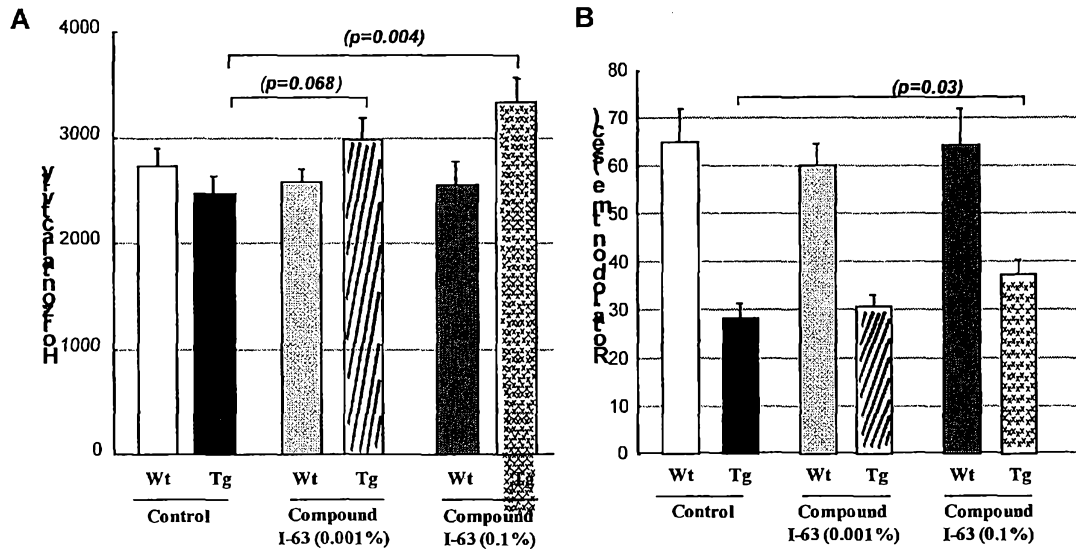 A
4000
3000
2000
1000
0
Horizontal activity
(p=0.004)
(p=0.068)
Wt Tg Wt Tg Wt Tg
Control Compound Compound
I-63 (0.001%) I-63 (0.1%)
B
80
70
60
50
40
30
20
10
0
(p=0.03)
Wt Tg Wt Tg Wt Tg
Control Compound Compound
I-63 (0.001%) I-63 (0.1%)